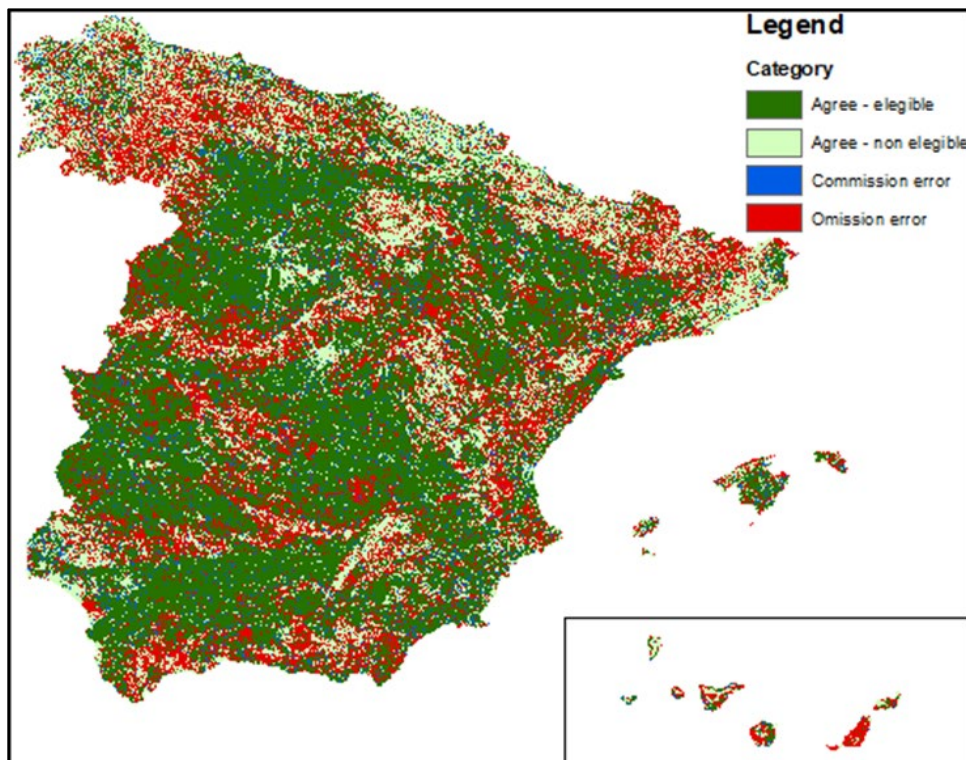 Legend
Category
Agree - elegible
Agree - non elegible
Commission error
Omission error